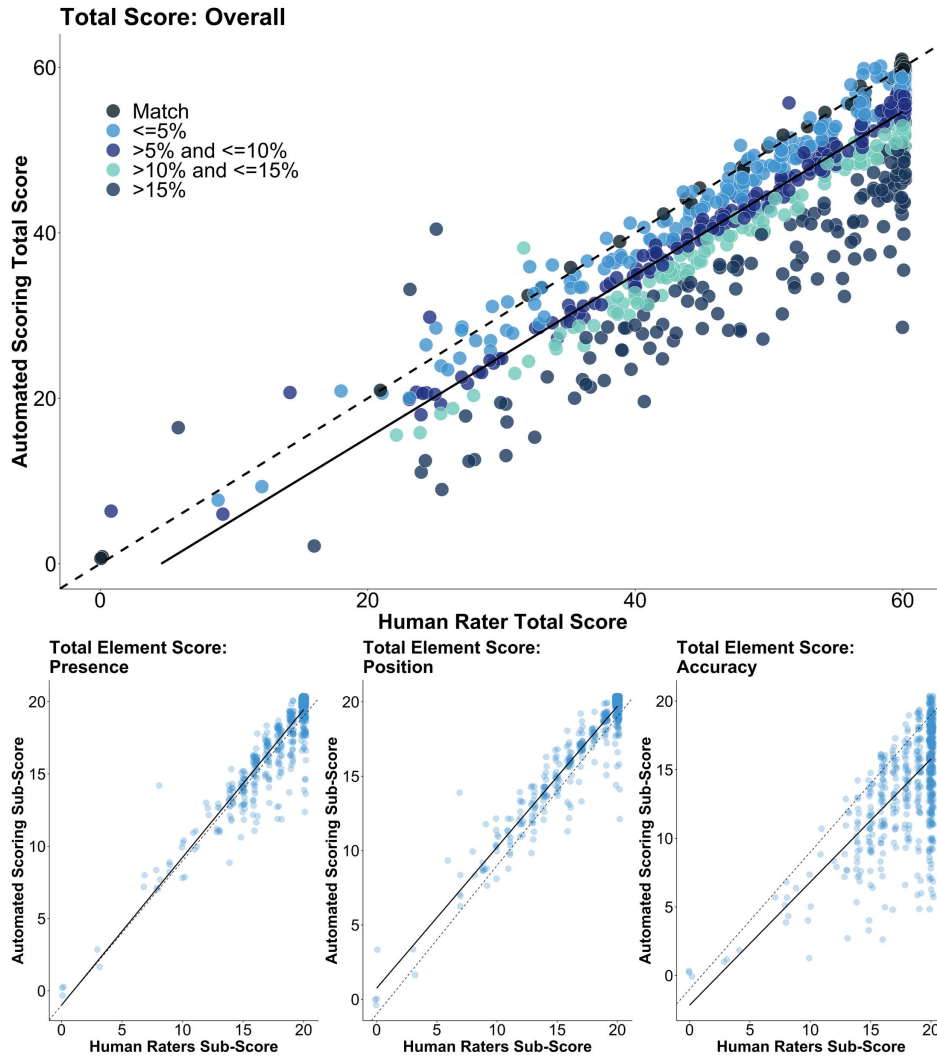 Total Score: Overall
Automated Scoring Total Score
60
40
20
0
Match
<=5%
>5% and <=10%
>10% and <=15%
>15%
0 20 40 60
Human Rater Total Score
Total Element Score:
Presence
Automated Scoring Sub-Score
20
15
10
5
0
0 5 10 15 20
Human Raters Sub-Score
Total Element Score:
Position
Automated Scoring Sub-Score
20
15
10
5
0
0 5 10 15 20
Human Raters Sub-Score
Total Element Score:
Accuracy
Automated Scoring Sub-Score
20
15
10
5
0
0 5 10 15 20
Human Raters Sub-Score